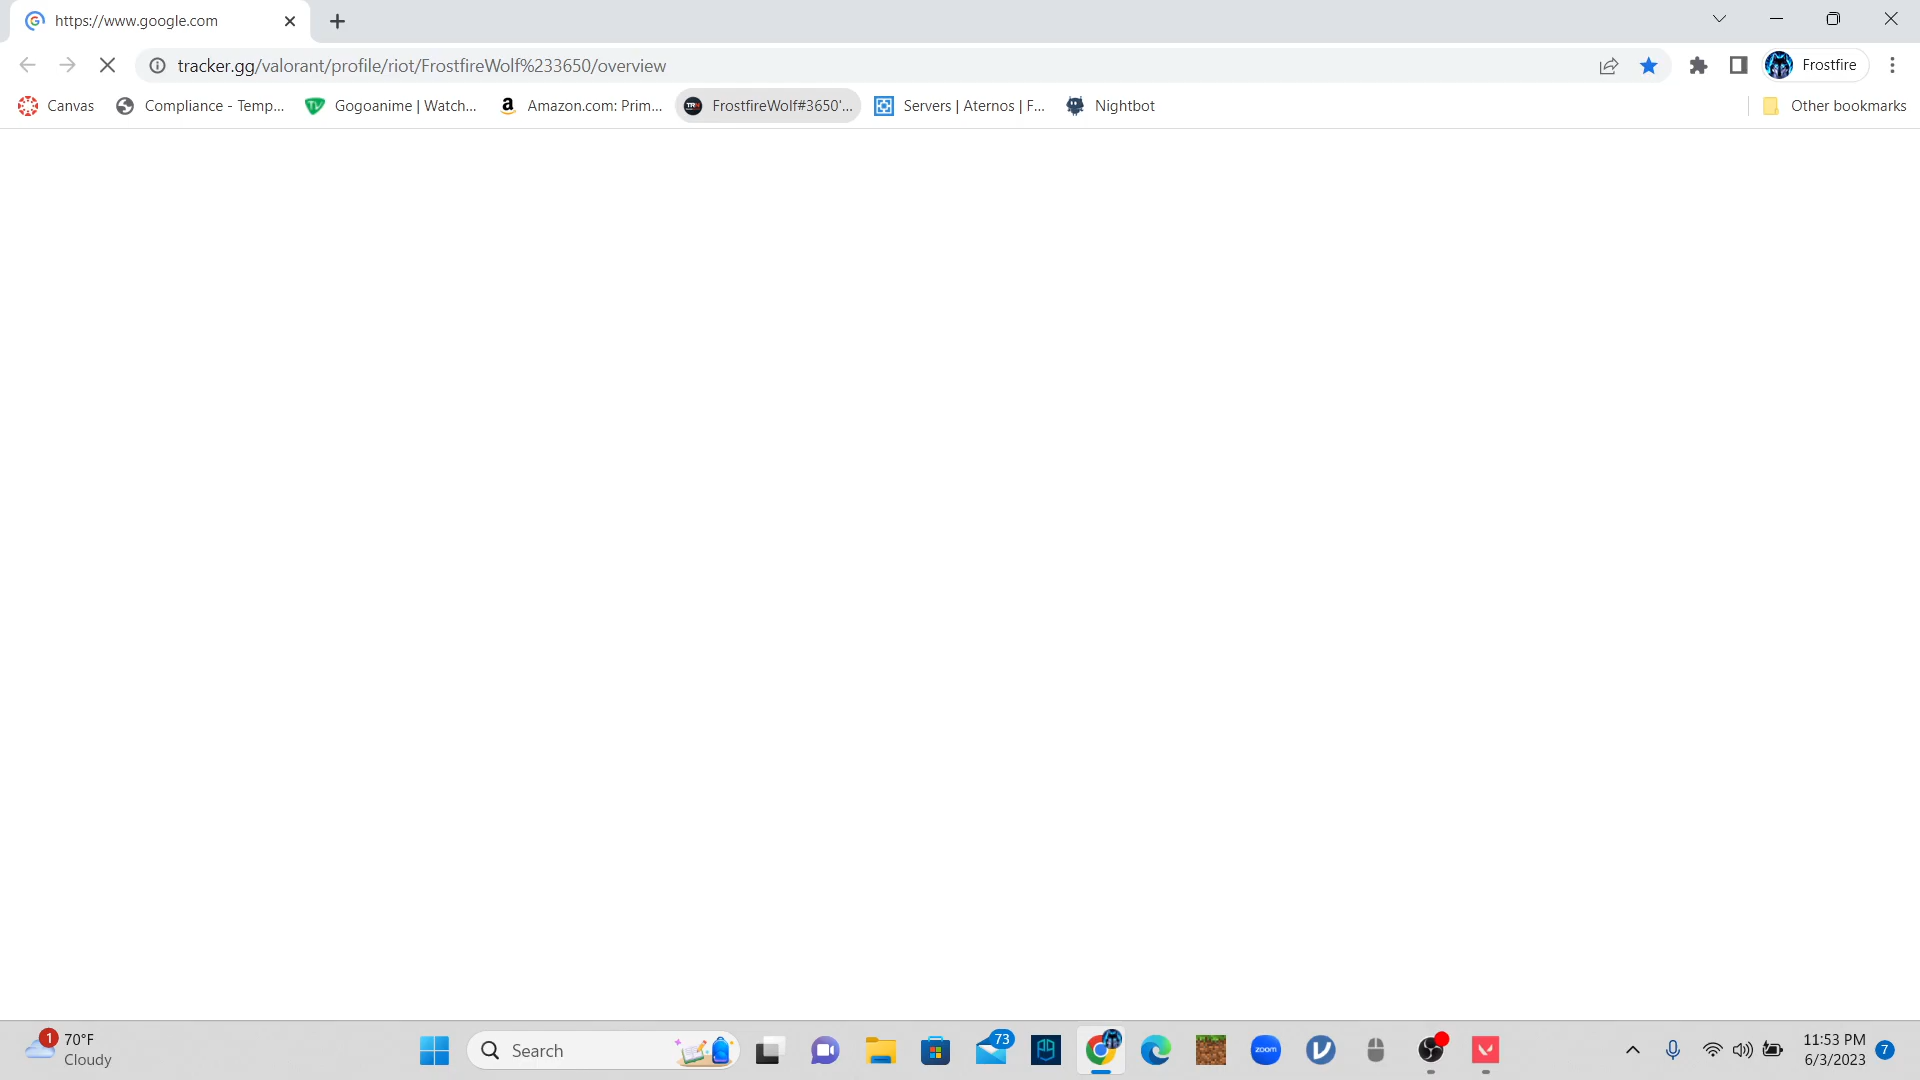 https://www.google.com
tracker.gg/valorant/profile/riot/FrostfireWolf%233650/overview
Frostfire
Canvas
Compliance - Temp...
Gogoanime | Watch...
a
Amazon.com: Prim...
TRN
FrostfireWolf#3650'...
Servers | Aternos | F...
Nightbot
Other bookmarks
1
70°F
Cloudy
Search
73
zoom
11:53 PM
6/3/2023
7